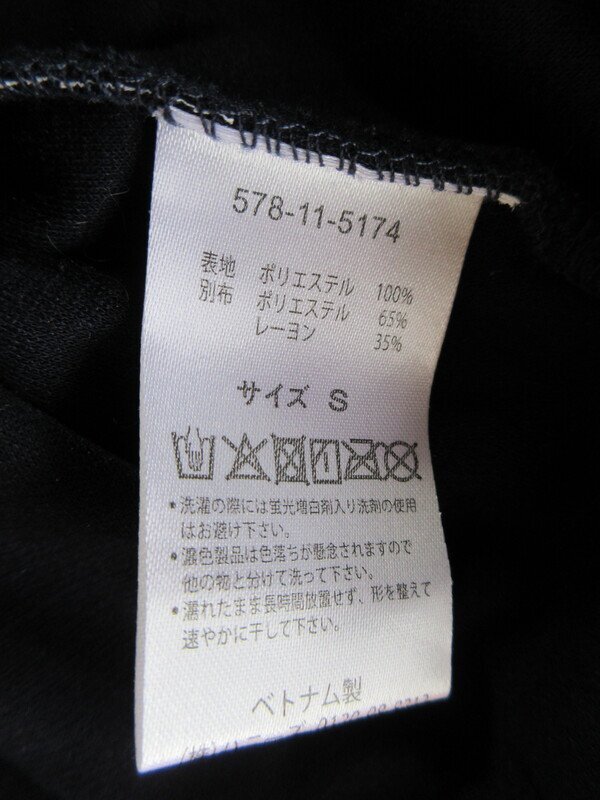 578-11-5174
表地 ポリエステル 100%
別布 ポリエステル 65%
レーヨン 35%
サイズ S
•洗濯の際には蛍光増白剤入り洗剤の使用
はお避け下さい。
•濃色製品は色落ちが懸念されますので
他の物と分けて洗って下さい。
•濡れたまま長時間放置せず、形を整えて
速やかに干して下さい。
ベトナム製
(株)